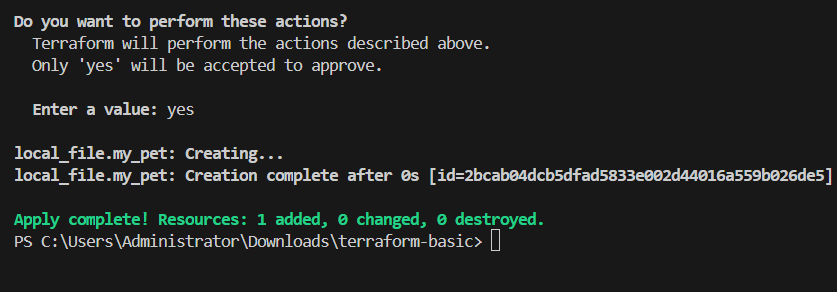 Do you want to perform these actions?
Terraform will perform the actions described above.
Only 'yes' will be accepted to approve.
Enter a value: yes
local_file.my_pet: Creating...
local_file.my_pet: Creation complete after 0s [id=2bcab04dcb5dfad5833e002d44016a559b026de5]
Apply complete! Resources: 1 added, 0 changed, 0 destroyed.
PS C:\Users\Administrator\Downloads\terraform-basic>